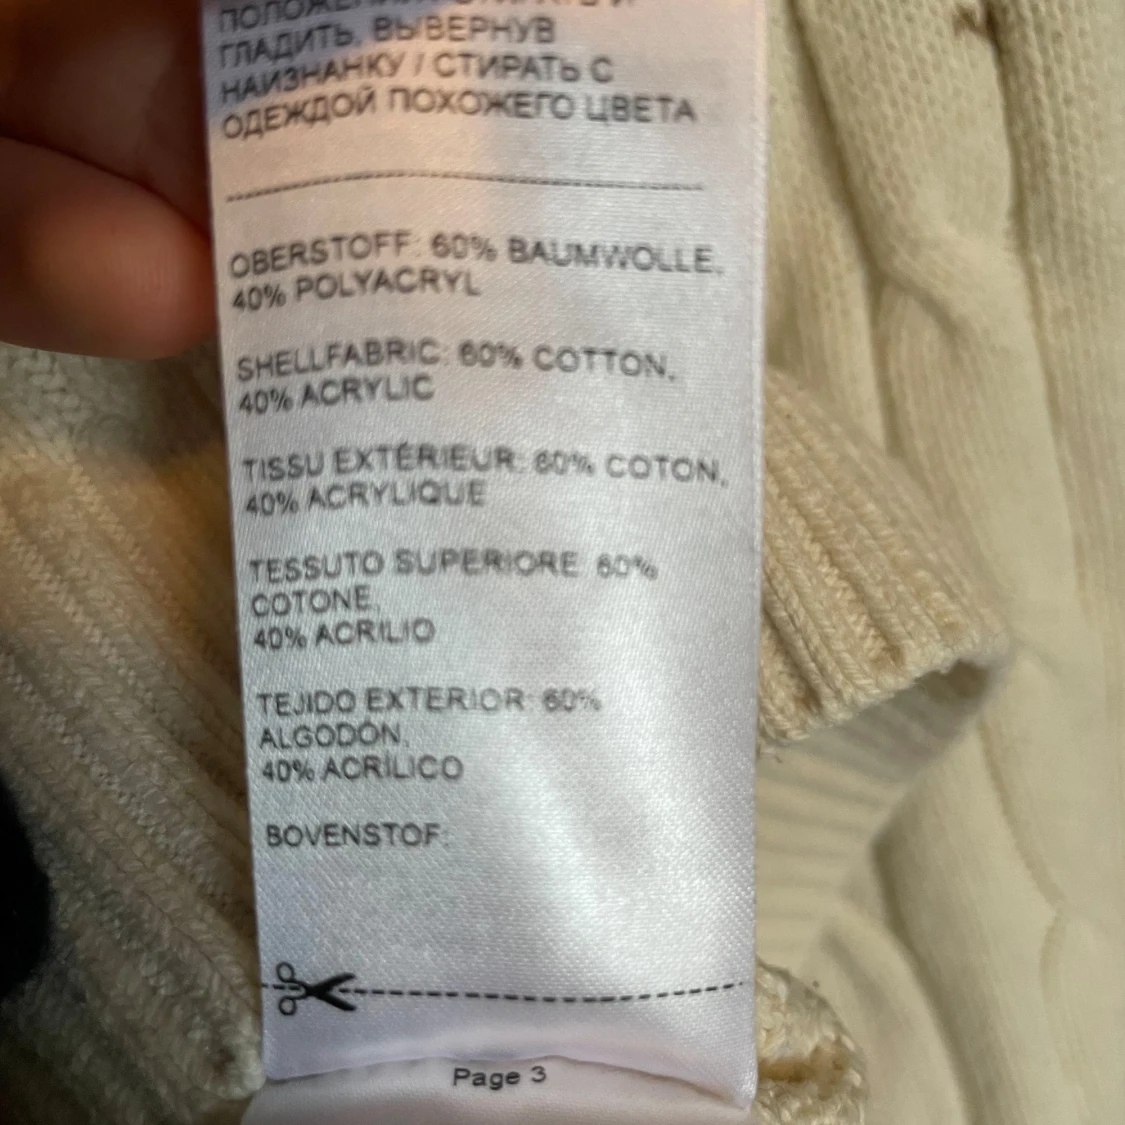 ГЛАДИТЬ, ВЫВЕРНУВ
НАИЗНАНКУ / СТИРАТЬ С
ОДЕЖДОЙ ПОХОЖЕГО ЦВЕТА
OBERSTOFF: 60% BAUMWOLLE,
40% POLYACRYL
SHELLFABRIC: 60% COTTON,
40% ACRYLIC
TISSU EXTÉRIEUR: 60% COTON,
40% ACRYLIQUE
TESSUTO SUPERIORE: 60%
COTONE,
40% ACRILIO
TEJIDO EXTERIOR: 60%
ALGODÓN,
40% ACRÍLICO
BOVENSTOF:
Page 3